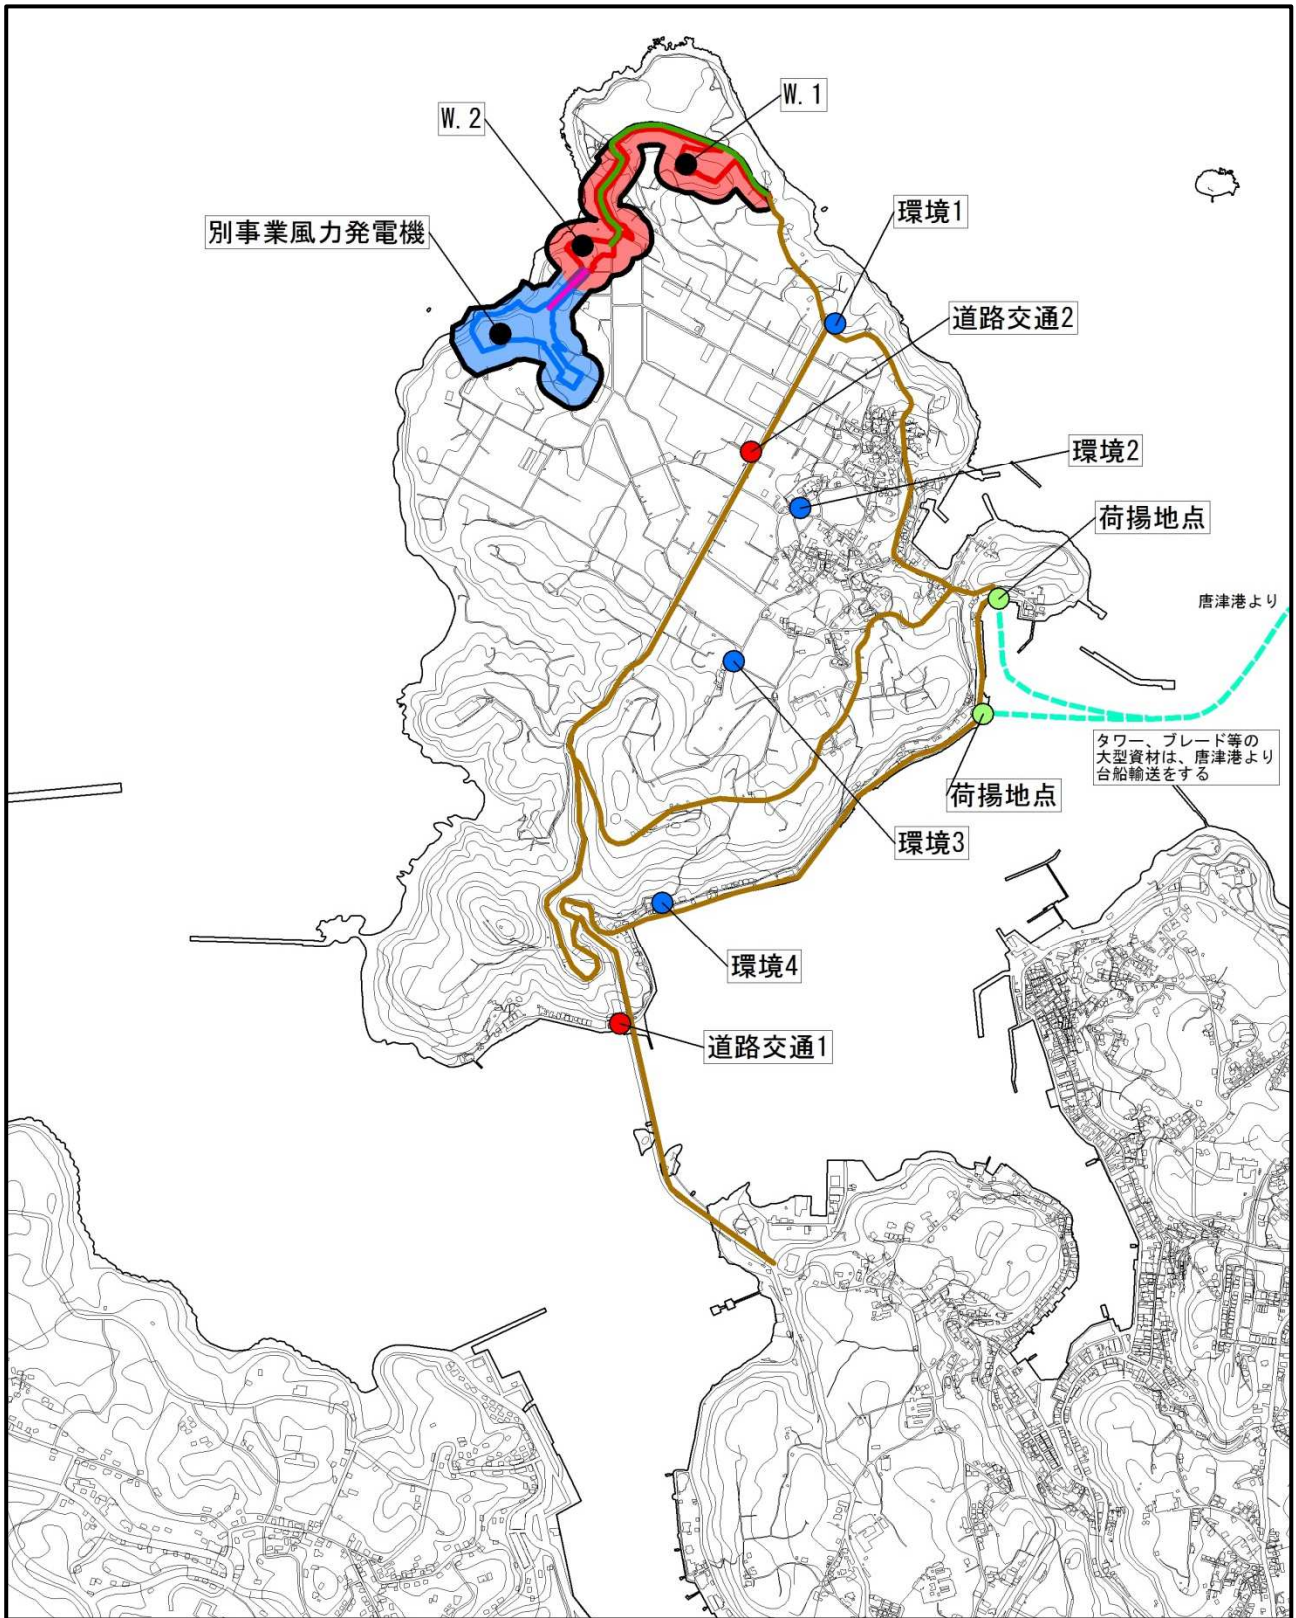 W.1
W.2
環境1
別事業風力発電機
道路交通2
環境2
荷揚地点
唐津港より
タワー、ブレード等の
大型資材は、唐津港より
台船輸送をする
荷揚地点
環境3
環境4
道路交通1